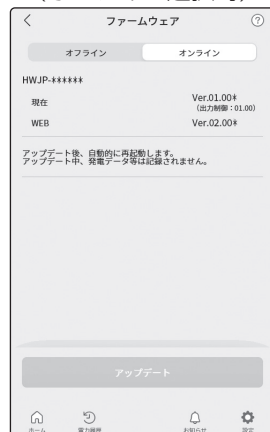 ファームウェア
?
オフライン
オンライン
HWJP-******
現在
Ver.01.00*
(出力制御:01.00)
WEB
Ver.02.00*
アップデート後、自動的に再起動します。
アップデート中、発電データ等は記録されません。
アップデート
ホーム
電力履歴
お知らせ
設定